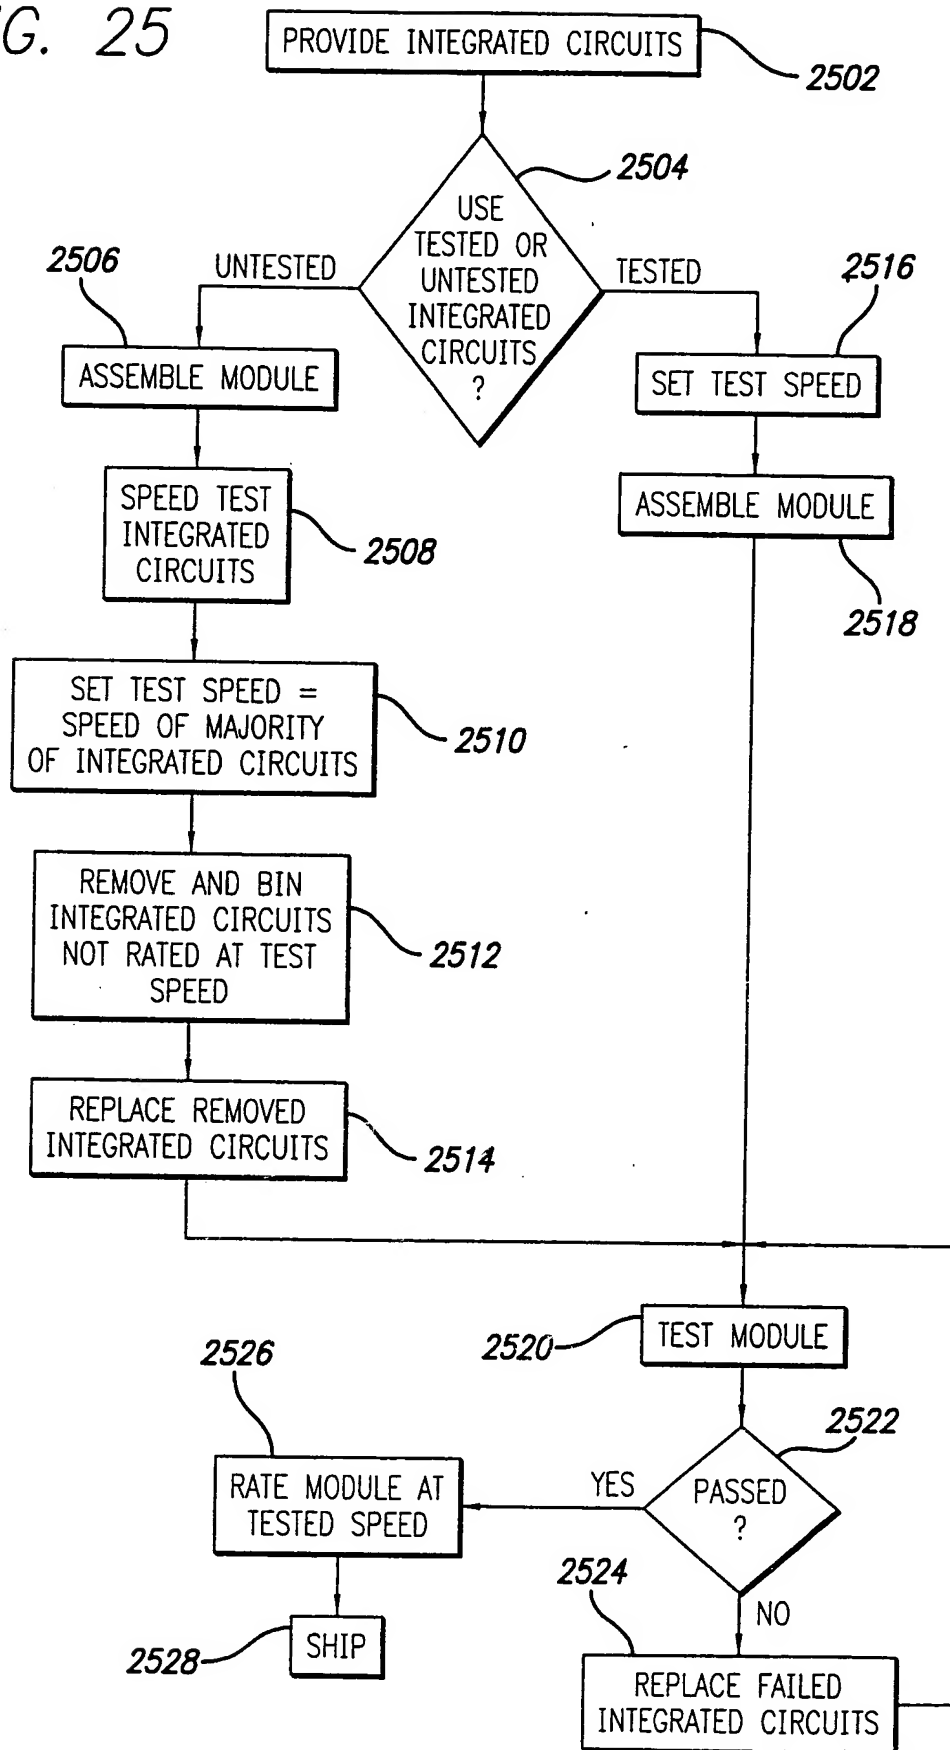 G. 25
PROVIDE INTEGRATED CIRCUITS
2502
2504
USE
TESTED OR
UNTESTED
INTEGRATED
CIRCUITS
?
UNTESTED
TESTED
2506
ASSEMBLE MODULE
2516
SET TEST SPEED
SPEED TEST
INTEGRATED
CIRCUITS
2508
ASSEMBLE MODULE
2518
SET TEST SPEED =
SPEED OF MAJORITY
OF INTEGRATED CIRCUITS
2510
REMOVE AND BIN
INTEGRATED CIRCUITS
NOT RATED AT TEST
SPEED
2512
REPLACE REMOVED
INTEGRATED CIRCUITS
2514
2520
TEST MODULE
2526
2522
RATE MODULE AT
TESTED SPEED
YES
PASSED
?
2524
NO
2528
SHIP
REPLACE FAILED
INTEGRATED CIRCUITS